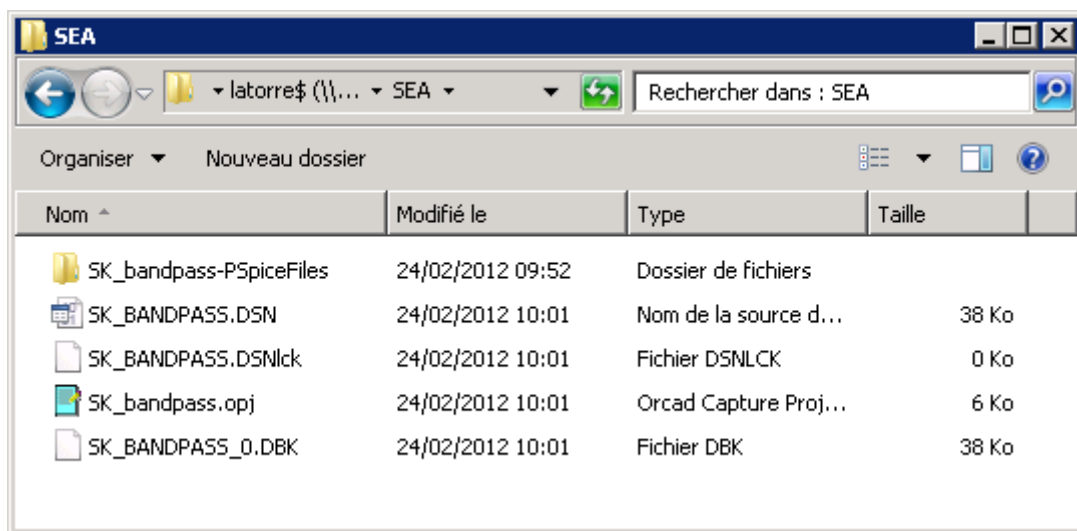 SEA
latorre$ (\\... SEA Rechercher dans : SEA
Organiser Nouveau dossier
Nom Modifié le Type Taille
SK_bandpass-PSpiceFiles 24/02/2012 09:52 Dossier de fichiers
SK_BANDPASS.DSN 24/02/2012 10:01 Nom de la source d... 38 Ko
SK_BANDPASS.DSNlck 24/02/2012 10:01 Fichier DSNLCK 0 Ko
SK_bandpass.opj 24/02/2012 10:01 Orcad Capture Proj... 6 Ko
SK_BANDPASS_0.DBK 24/02/2012 10:01 Fichier DBK 38 Ko